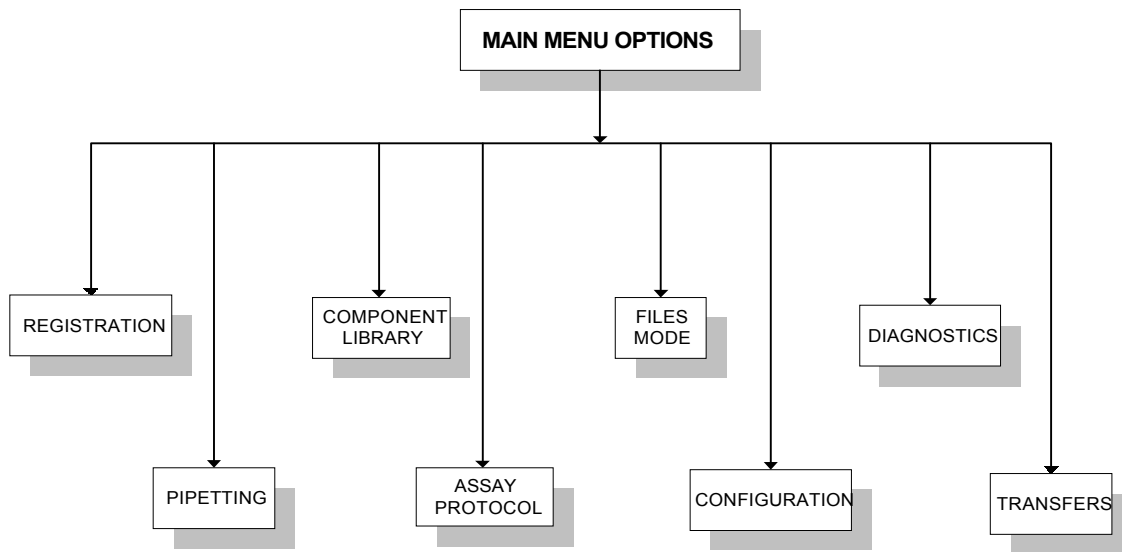 MAIN MENU OPTIONS
REGISTRATION
COMPONENT
LIBRARY
FILES
MODE
DIAGNOSTICS
PIPETTING
ASSAY
PROTOCOL
CONFIGURATION
TRANSFERS